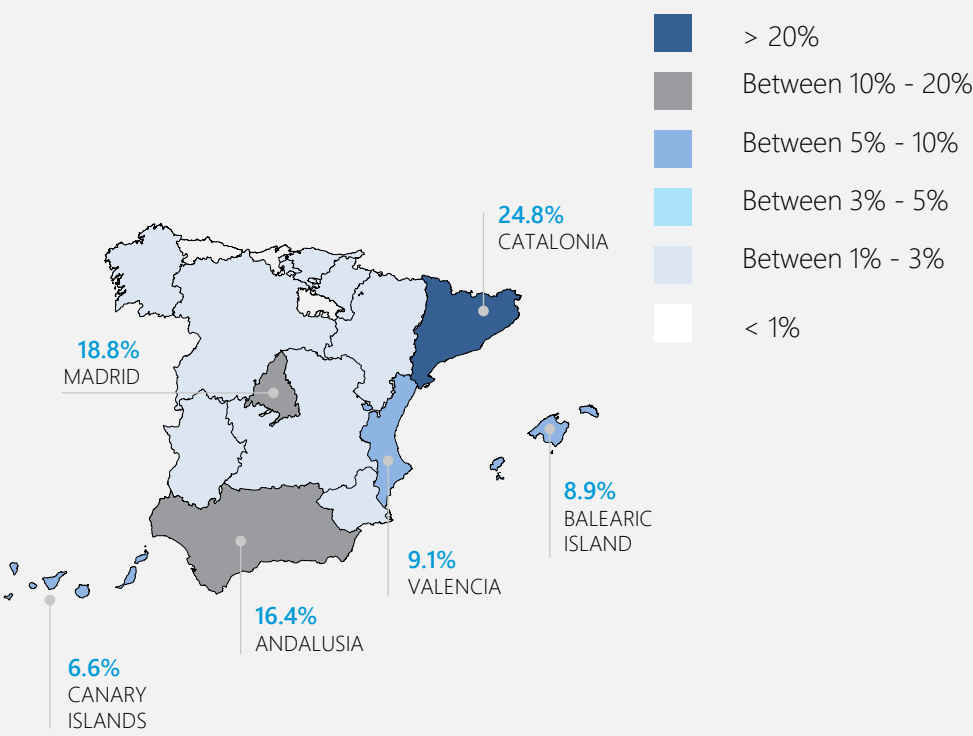 > 20%
Between 10% - 20%
Between 5% - 10%
Between 3% - 5%
Between 1% - 3%
< 1%
24.8%
CATALONIA
18.8%
MADRID
8.9%
BALEARIC
ISLAND
9.1%
VALENCIA
16.4%
ANDALUSIA
6.6%
CANARY
ISLANDS